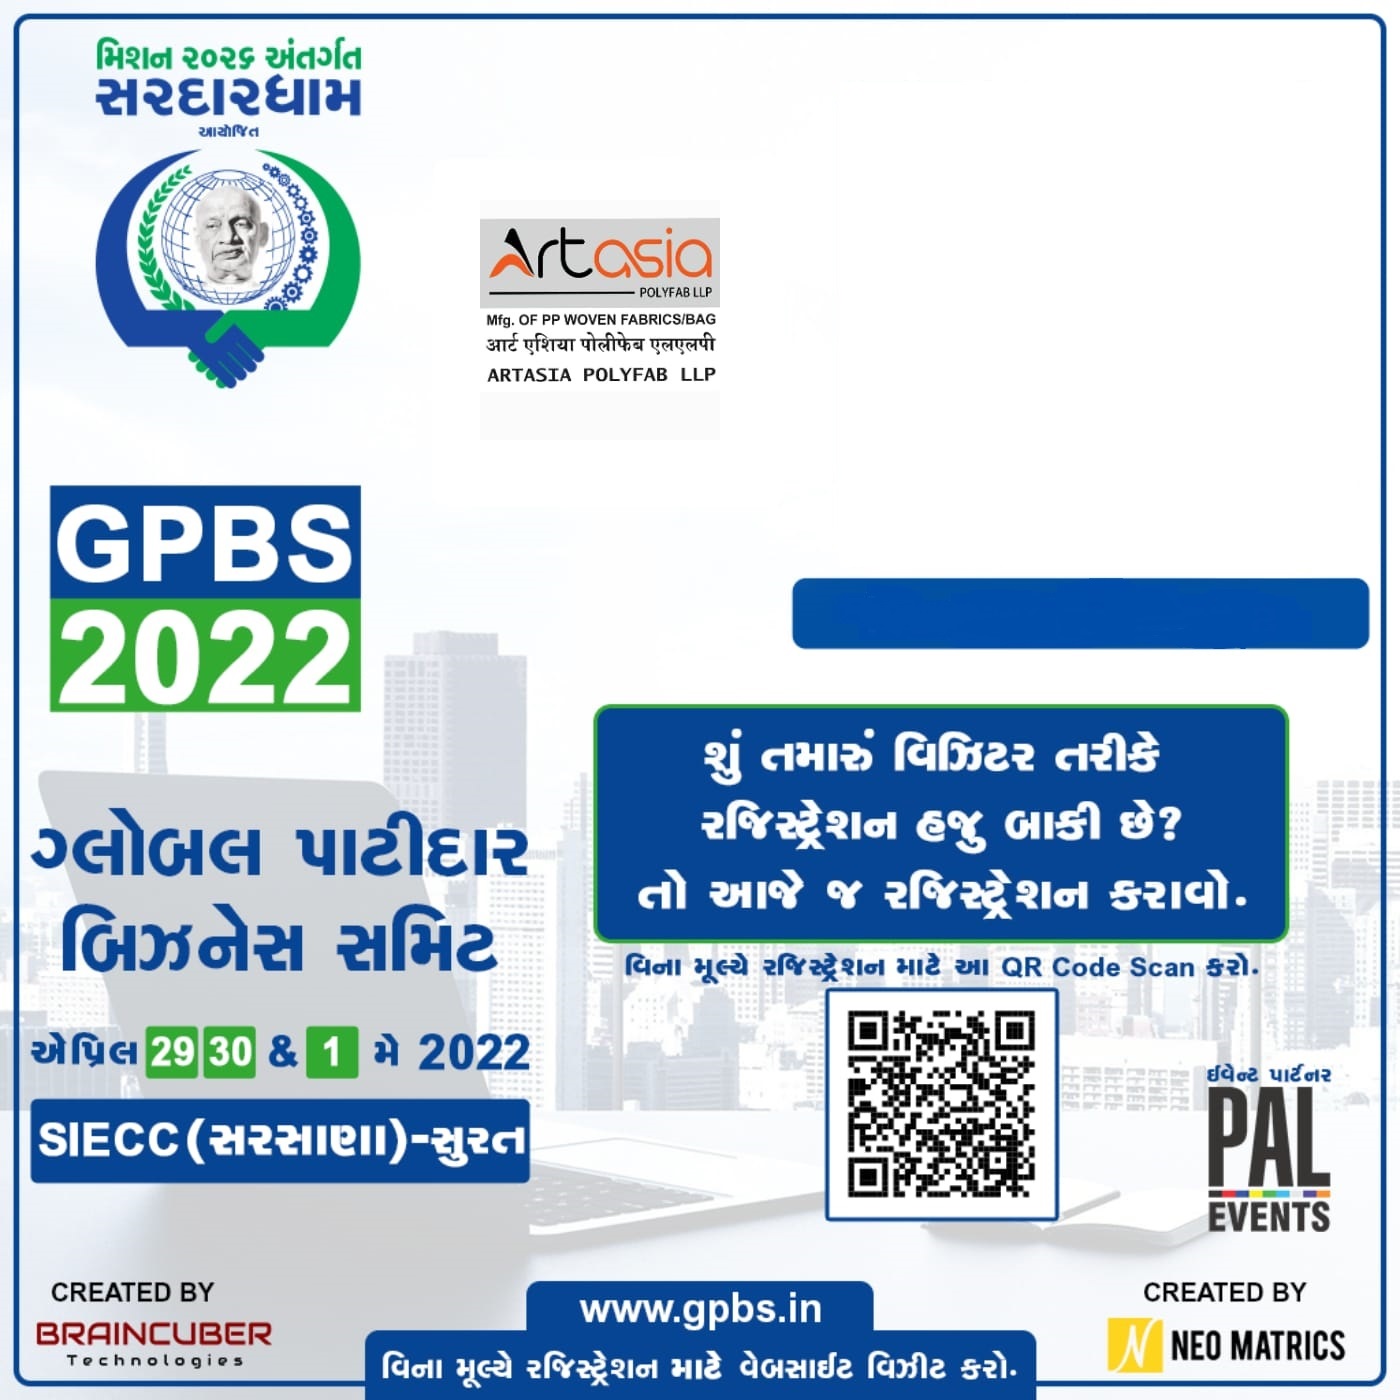 મિશન ૨૦૨૬ અંતર્ગત
સરદારધામ
આયોજિત
Artasia
POLYFAB LLP
Mfg. OF PP WOVEN FABRICS/BAG
आर्ट एशिया पोलीफेब एलएलपी
ARTASIA POLYFAB LLP
GPBS
2022
ગ્લોબલ પાટીદાર
બિઝનેસ સમિટ
એપ્રિલ 29 30 & 1 મે 2022
SIECC (સરસાણા)-સુરત
શું તમારું વિઝિટર તરીકે
રજિસ્ટ્રેશન હજુ બાકી છે?
તો આજે જ રજિસ્ટ્રેશન કરાવો.
વિના મૂલ્યે રજિસ્ટ્રેશન માટે આ QR Code Scan કરો.
ઈવેન્ટ પાર્ટનર
PAL
EVENTS
CREATED BY
BRAINCUBER
Technologies
www.gpbs.in
વિના મૂલ્યે રજિસ્ટ્રેશન માટે વેબસાઈટ વિઝીટ કરો.
CREATED BY
N NEO MATRICS